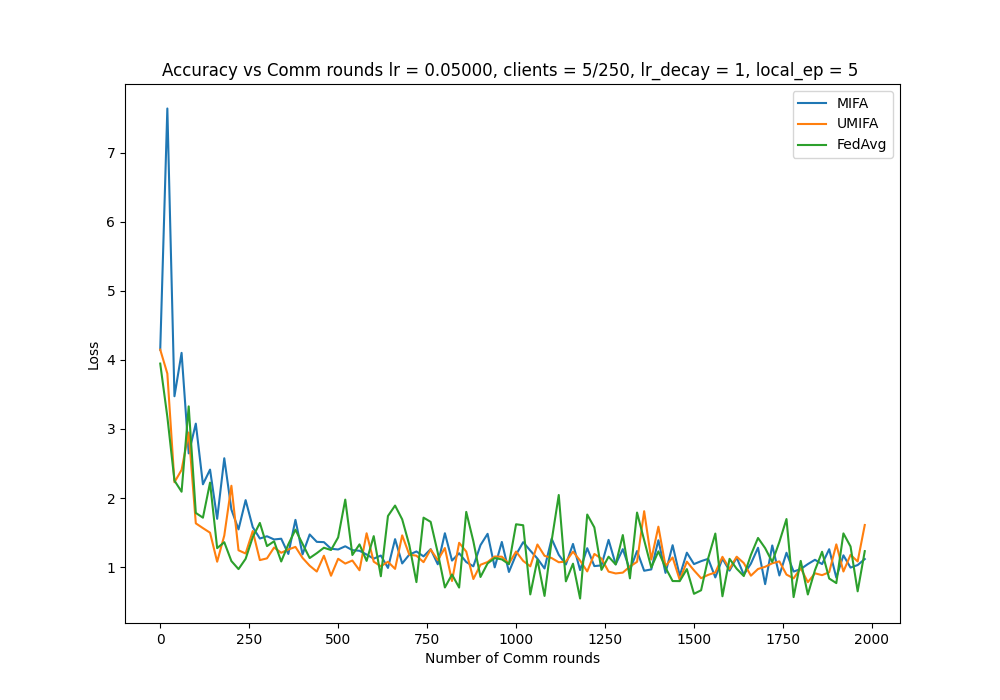 Accuracy vs Comm rounds lr = 0.05000, clients = 5/250, lr_decay = 1, local_ep = 5
MIFA
UMIFA
FedAvg
7
6
5
4
3
2
1
Loss
0 250 500 750 1000 1250 1500 1750 2000
Number of Comm rounds